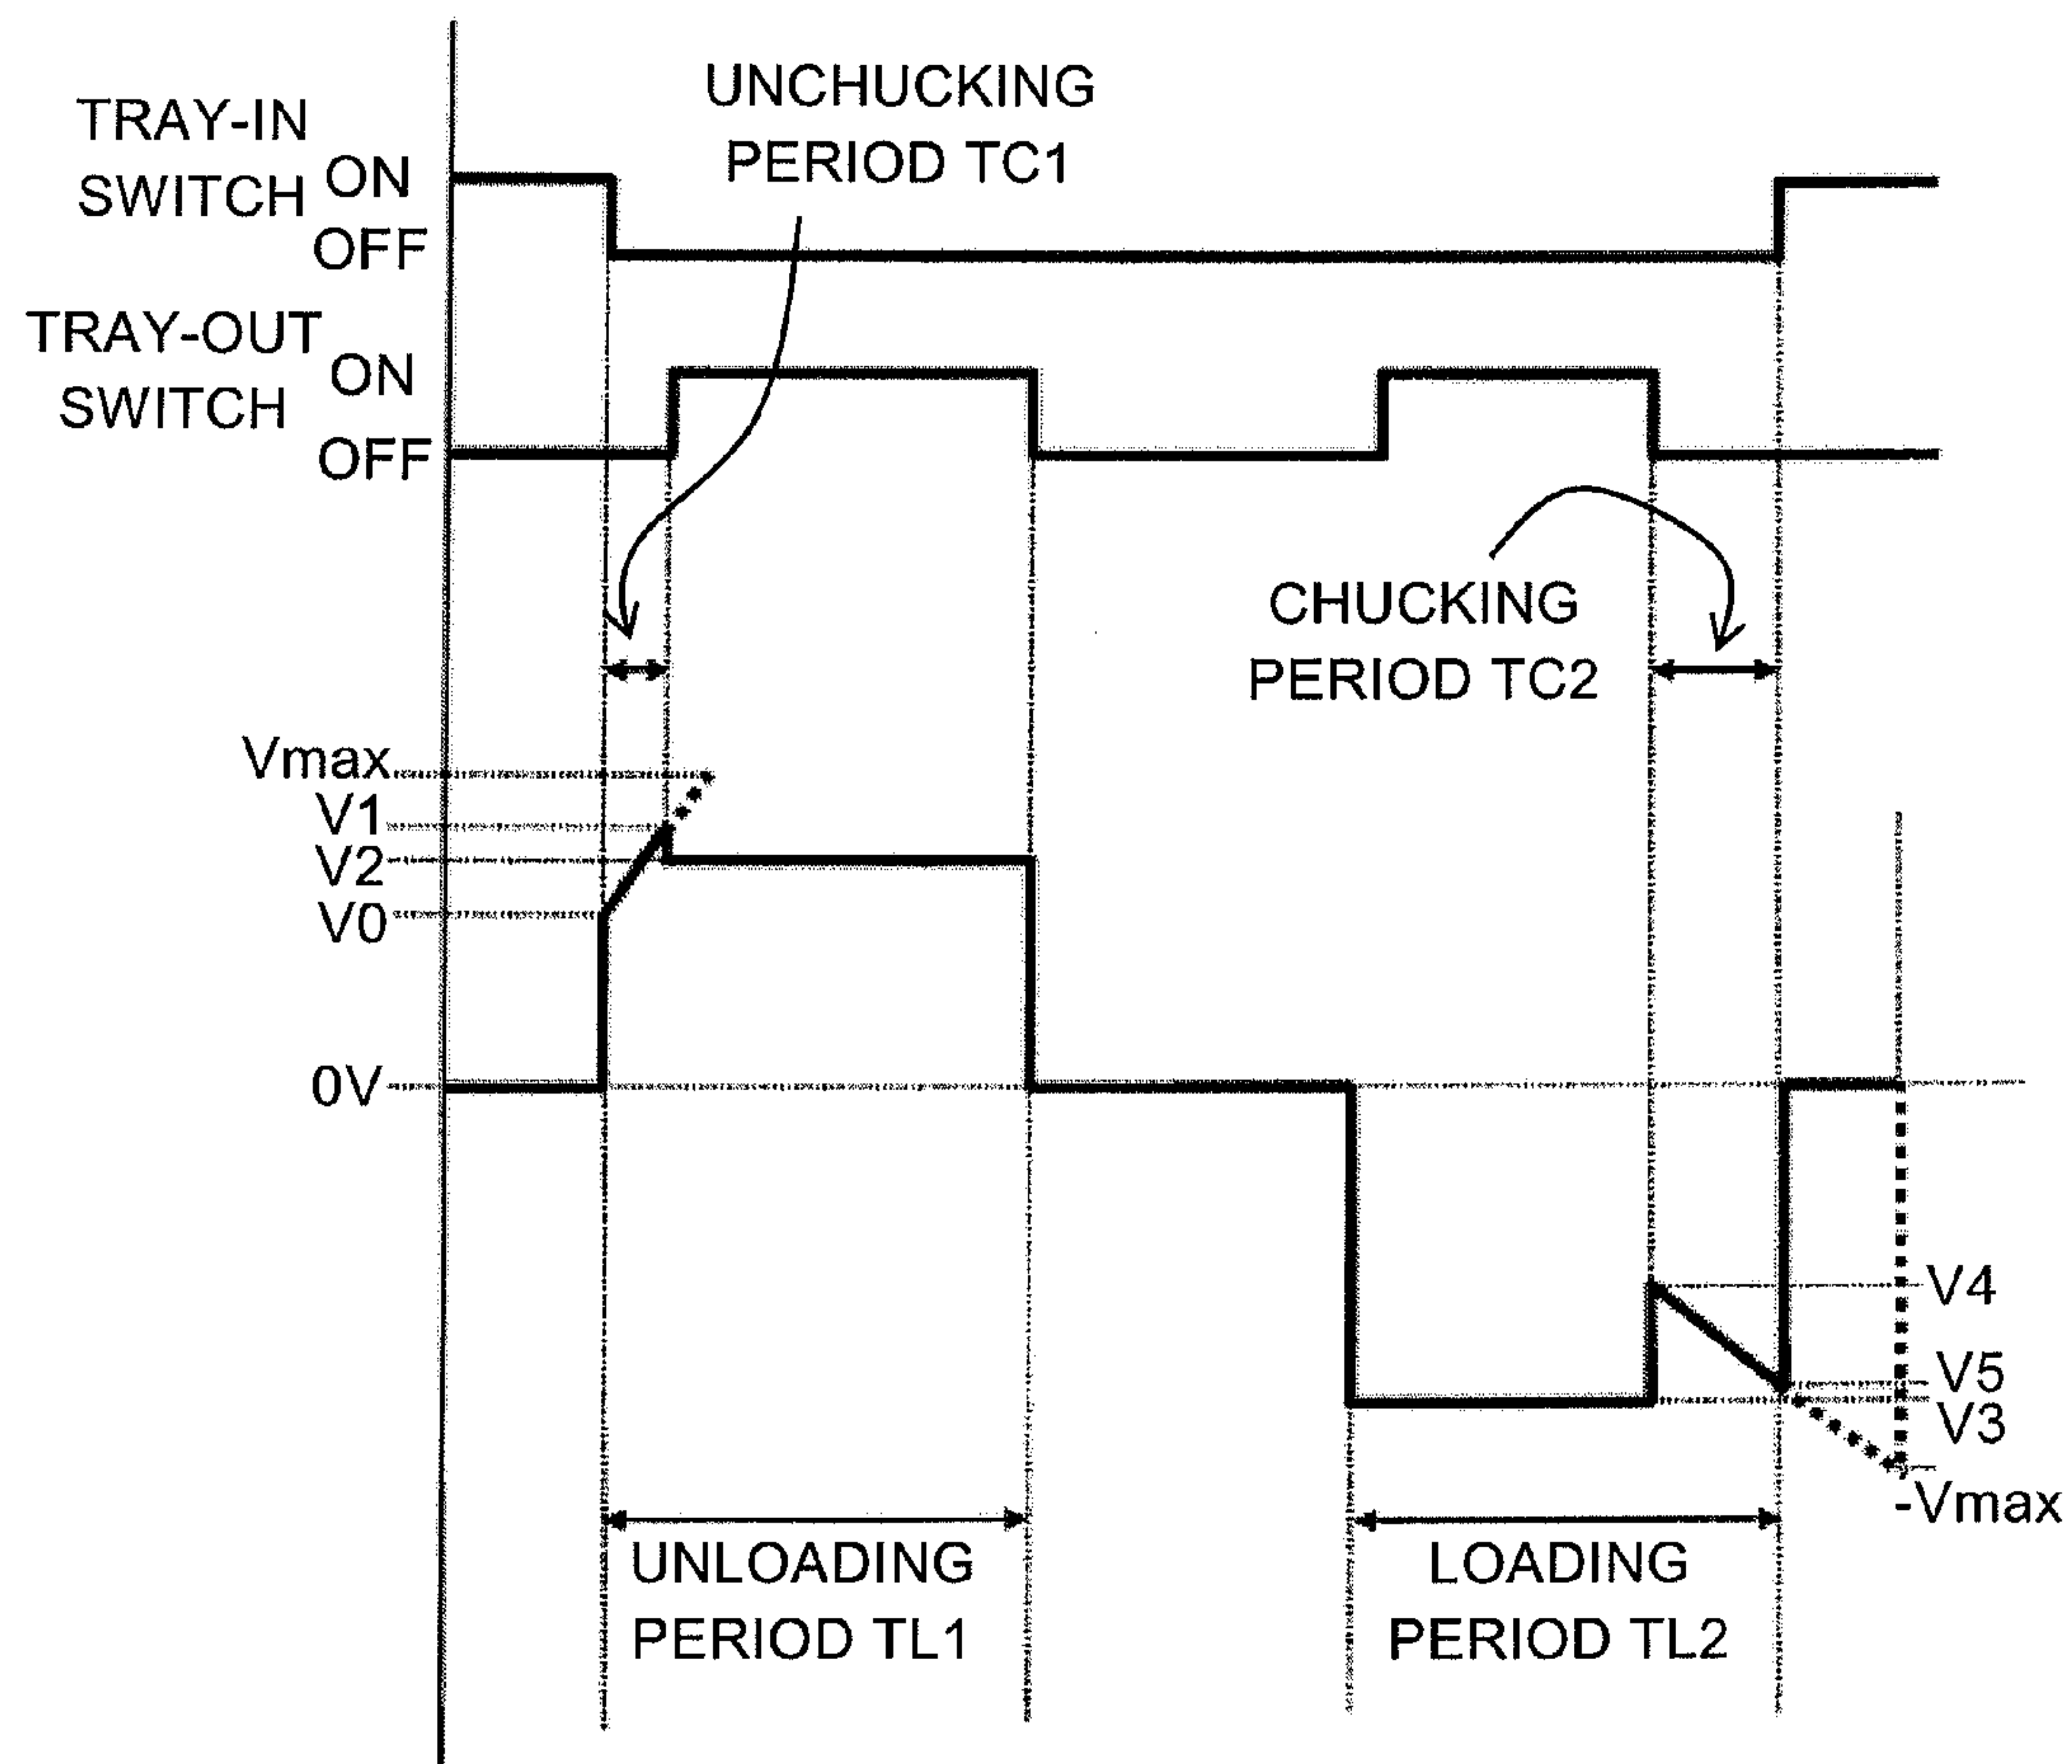 UNCHUCKING
PERIOD TC1
TRAY-IN
SWITCH
ON
OFF
TRAY-OUT
SWITCH
ON
OFF
CHUCKING
PERIOD TC2
Vmax
V1
V2
V0
0V
V4
V5
V3
-Vmax
UNLOADING
PERIOD TL1
LOADING
PERIOD TL2